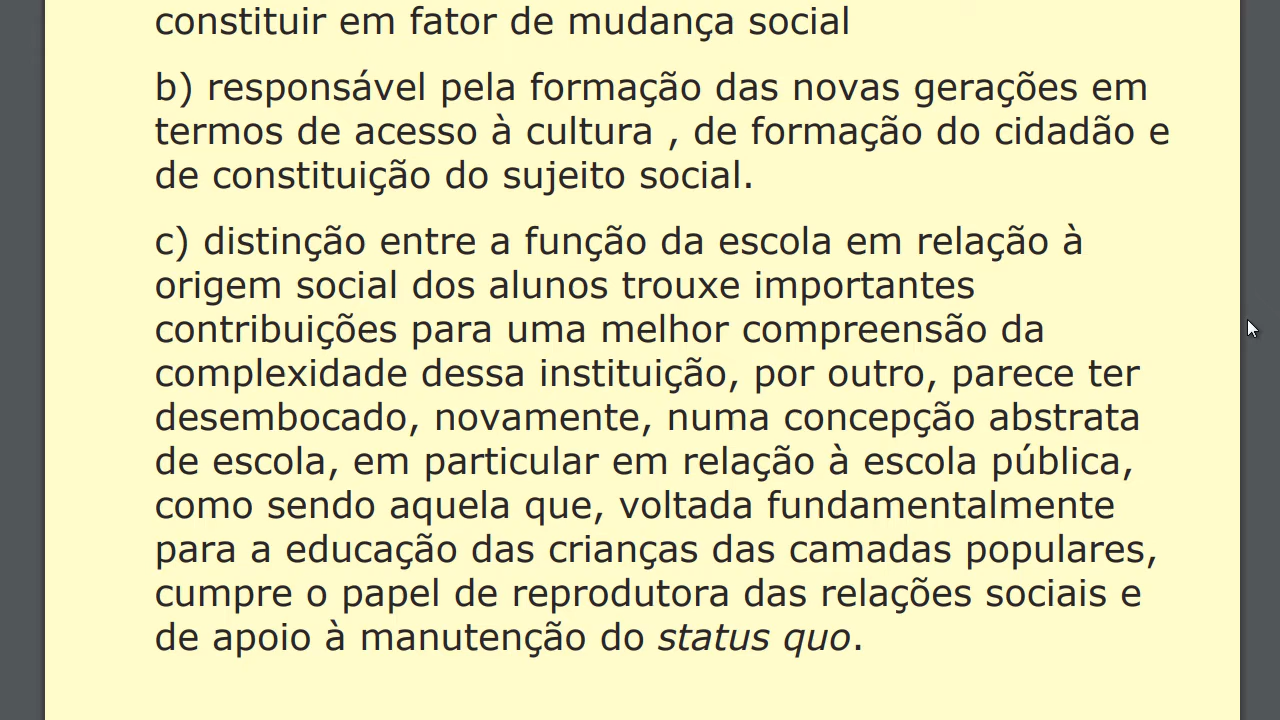 constituir em fator de mudança social
b) responsável pela formação das novas gerações em
termos de acesso à cultura , de formação do cidadão e
de constituição do sujeito social.
c) distinção entre a função da escola em relação à
origem social dos alunos trouxe importantes
contribuições para uma melhor compreensão da
complexidade dessa instituição, por outro, parece ter
desembocado, novamente, numa concepção abstrata
de escola, em particular em relação à escola pública,
como sendo aquela que, voltada fundamentalmente
para a educação das crianças das camadas populares,
cumpre o papel de reprodutora das relações sociais e
de apoio à manutenção do status quo.